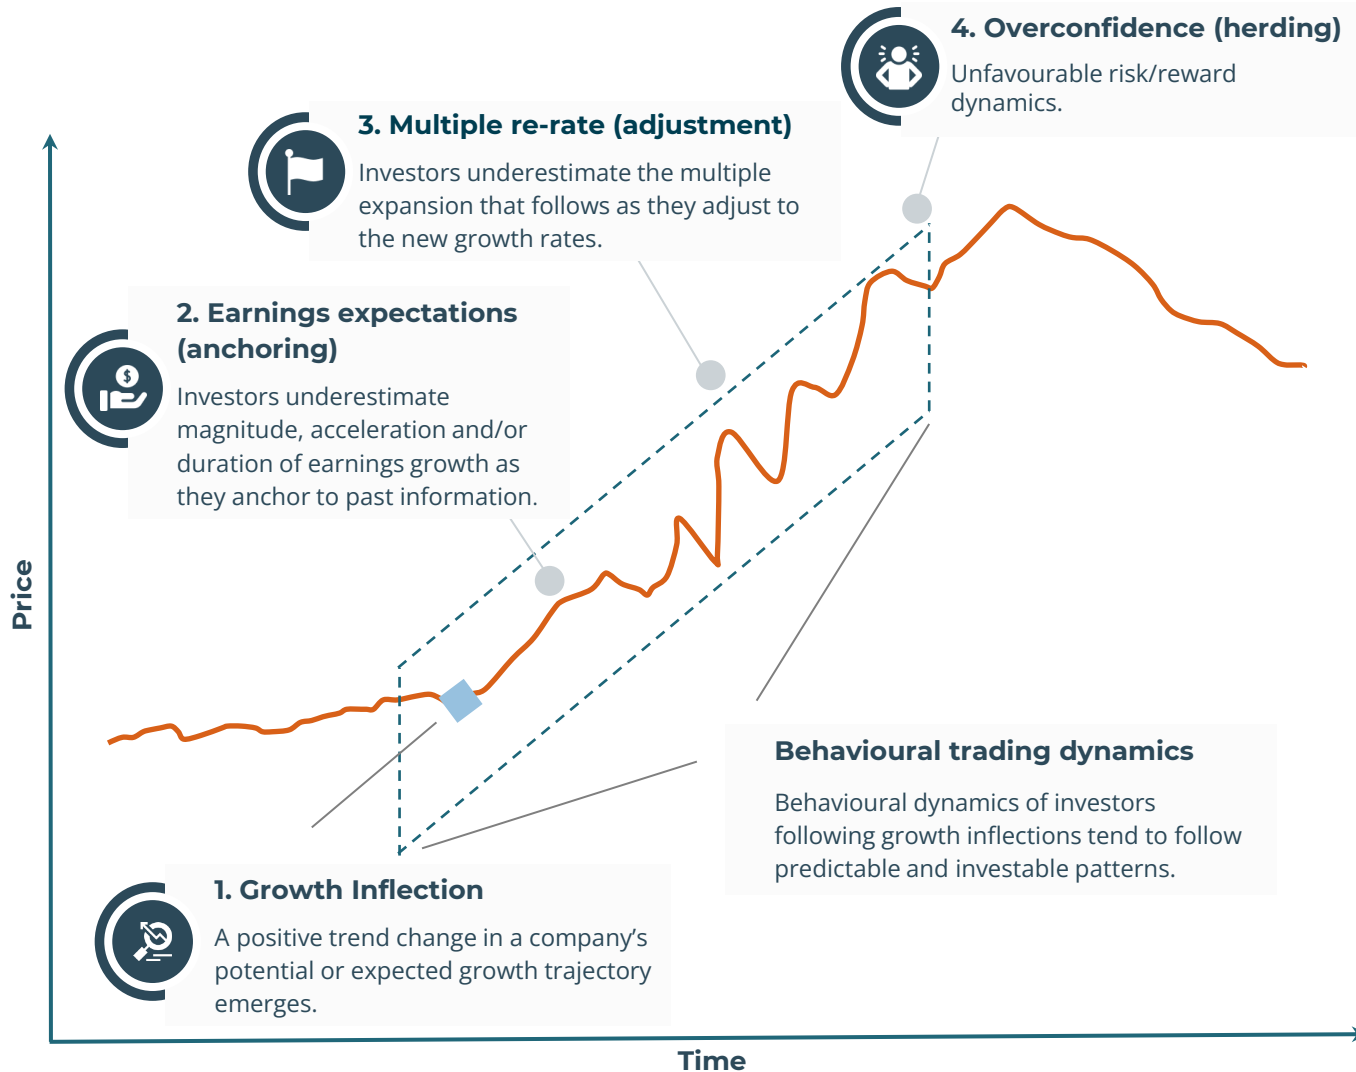 4. Overconfidence (herding)
Unfavourable risk/reward
dynamics.
3. Multiple re-rate (adjustment)
Investors underestimate the multiple
expansion that follows as they adjust to
the new growth rates.
2. Earnings expectations
(anchoring)
$
Investors underestimate
magnitude, acceleration and/or
duration of earnings growth as
they anchor to past information.
Price
Behavioural trading dynamics
Behavioural dynamics of investors
following growth inflections tend to follow
predictable and investable patterns.
1. Growth Inflection
A positive trend change in a company’s
potential or expected growth trajectory
emerges.
Time